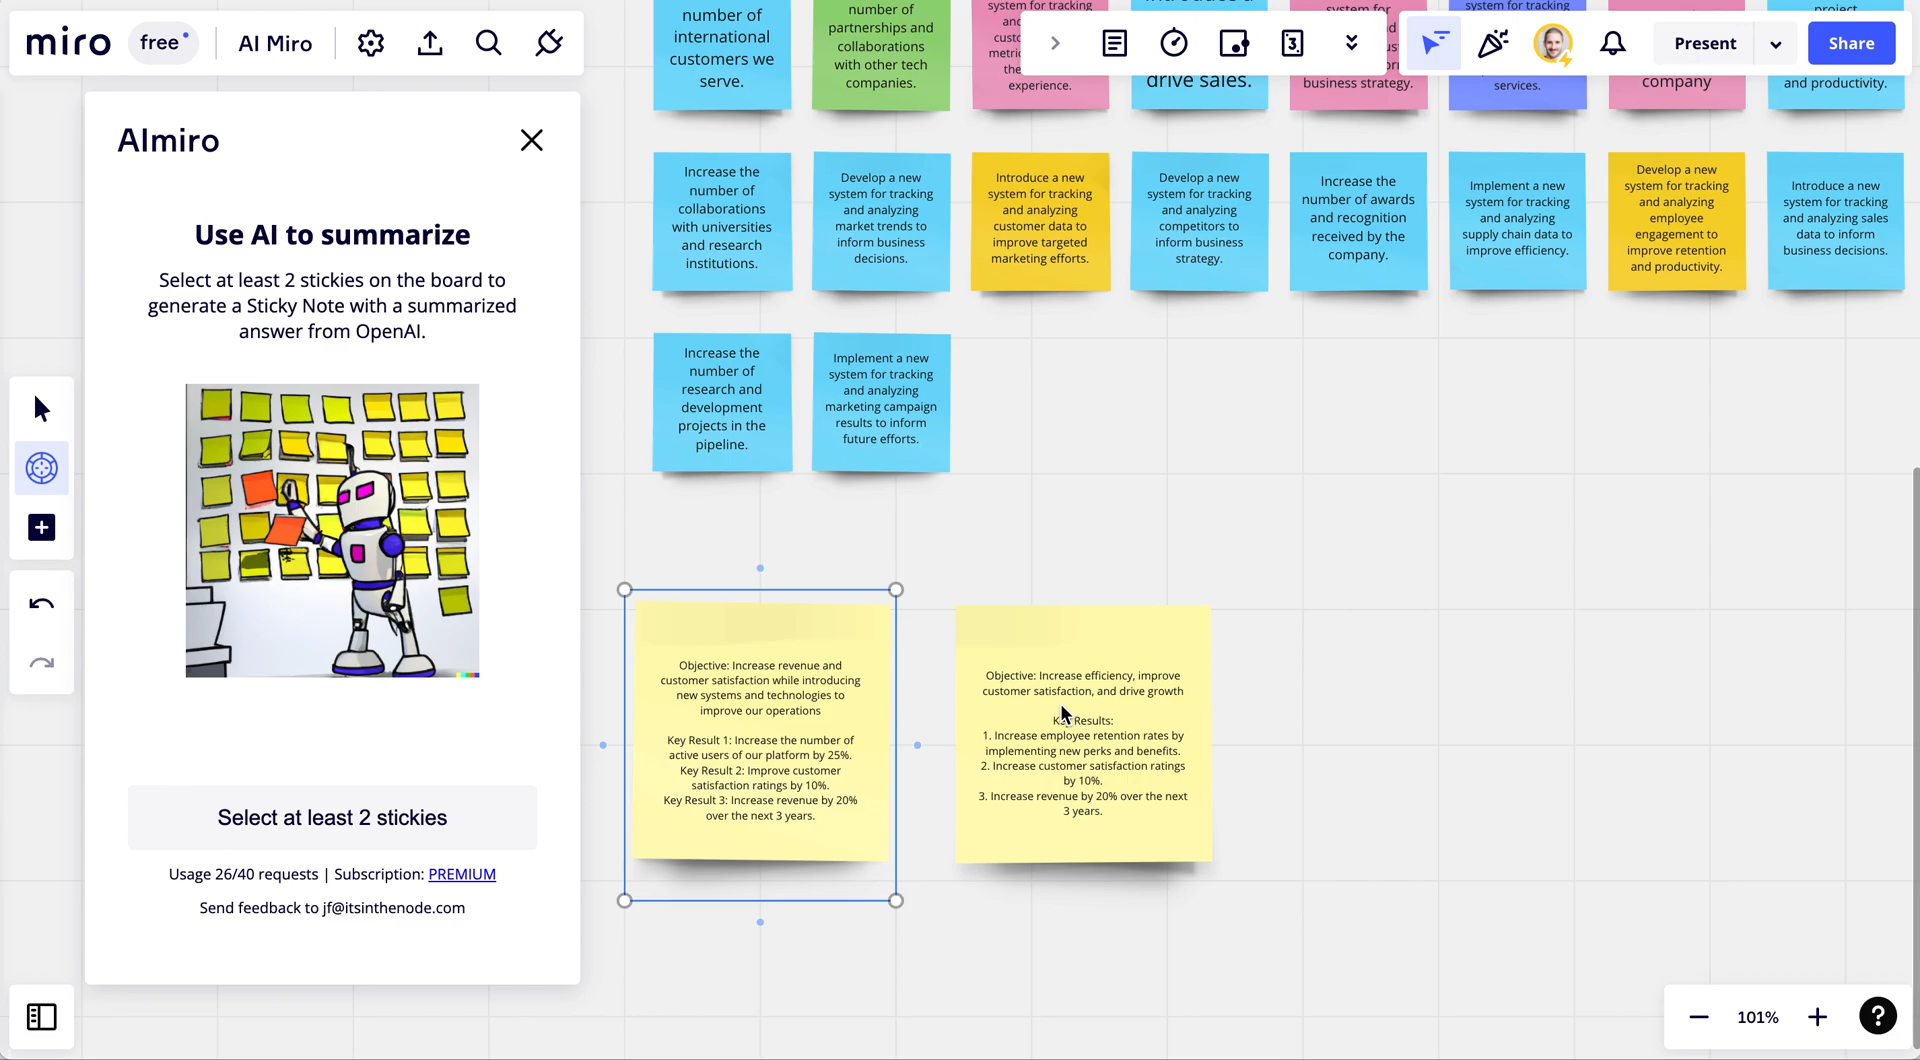 miro
free
AI Miro
Present
Share
AImiro
Use AI to summarize
Select at least 2 stickies on the board to
generate a Sticky Note with a summarized
answer from OpenAI.
Select at least 2 stickies
Usage 26/40 requests | Subscription: PREMIUM
Send feedback to jf@itsinthenode.com
number of
international
customers we
serve.
number of
partnerships and
collaborations
with other tech
companies.
system for tracking
experience.
drive sales.
system for
business strategy.
system for tracking
services.
company
project
and productivity.
Increase the
number of
collaborations
with universities
and research
institutions.
Develop a new
system for tracking
and analyzing
market trends to
inform business
decisions.
Introduce a new
system for tracking
and analyzing
customer data to
improve targeted
marketing efforts.
Develop a new
system for tracking
and analyzing
competitors to
inform business
strategy.
Increase the
number of awards
and recognition
received by the
company.
Implement a new
system for tracking
and analyzing
supply chain data to
improve efficiency.
Develop a new
system for tracking
and analyzing
employee
engagement to
improve retention
and productivity.
Introduce a new
system for tracking
and analyzing sales
data to inform
business decisions.
Increase the
number of
research and
development
projects in the
pipeline.
Implement a new
system for tracking
and analyzing
marketing campaign
results to inform
future efforts.
Objective: Increase revenue and
customer satisfaction while introducing
new systems and technologies to
improve our operations
Key Result 1: Increase the number of
active users of our platform by 25%.
Key Result 2: Improve customer
satisfaction ratings by 10%.
Key Result 3: Increase revenue by 20%
over the next 3 years.
Objective: Increase efficiency, improve
customer satisfaction, and drive growth
Key Results:
1. Increase employee retention rates by
implementing new perks and benefits.
2. Increase customer satisfaction ratings
by 10%.
3. Increase revenue by 20% over the next
3 years.
101%